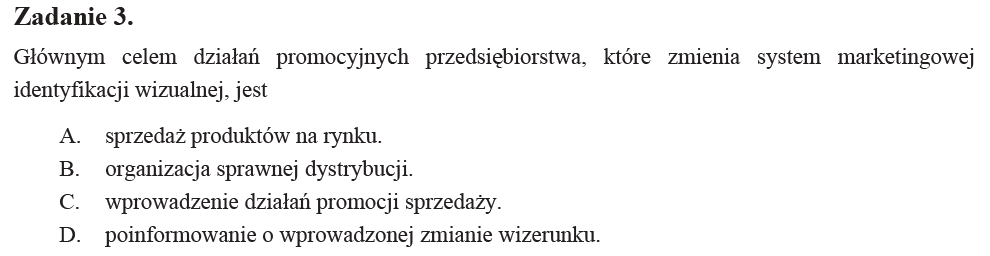 Zadanie 3.
Głównym celem działań promocyjnych przedsiębiorstwa, które zmienia system marketingowej
identyfikacji wizualnej, jest
A. sprzedaż produktów na rynku.
B. organizacja sprawnej dystrybucji.
C. wprowadzenie działań promocji sprzedaży.
D. poinformowanie o wprowadzonej zmianie wizerunku.